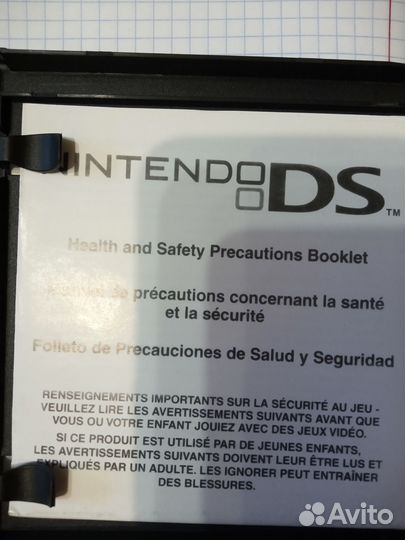 NINTENDO DS™
Health and Safety Precautions Booklet
de précautions concernant la santé
et la sécurité
Folleto de Precauciones de Salud y Seguridad
RENSEIGNEMENTS IMPORTANTS SUR LA SÉCURITÉ AU JEU -
VEUILLEZ LIRE LES AVERTISSEMENTS SUIVANTS AVANT QUE
VOUS OU VOTRE ENFANT JOUIEZ AVEC DES JEUX VIDÉO.
SI CE PRODUIT EST UTILISÉ PAR DE JEUNES ENFANTS,
LES AVERTISSEMENTS SUIVANTS DOIVENT LEUR ÊTRE LUS ET
EXPLIQUÉS PAR UN ADULTE. LES IGNORER PEUT ENTRAÎNER
DES BLESSURES.
Avito